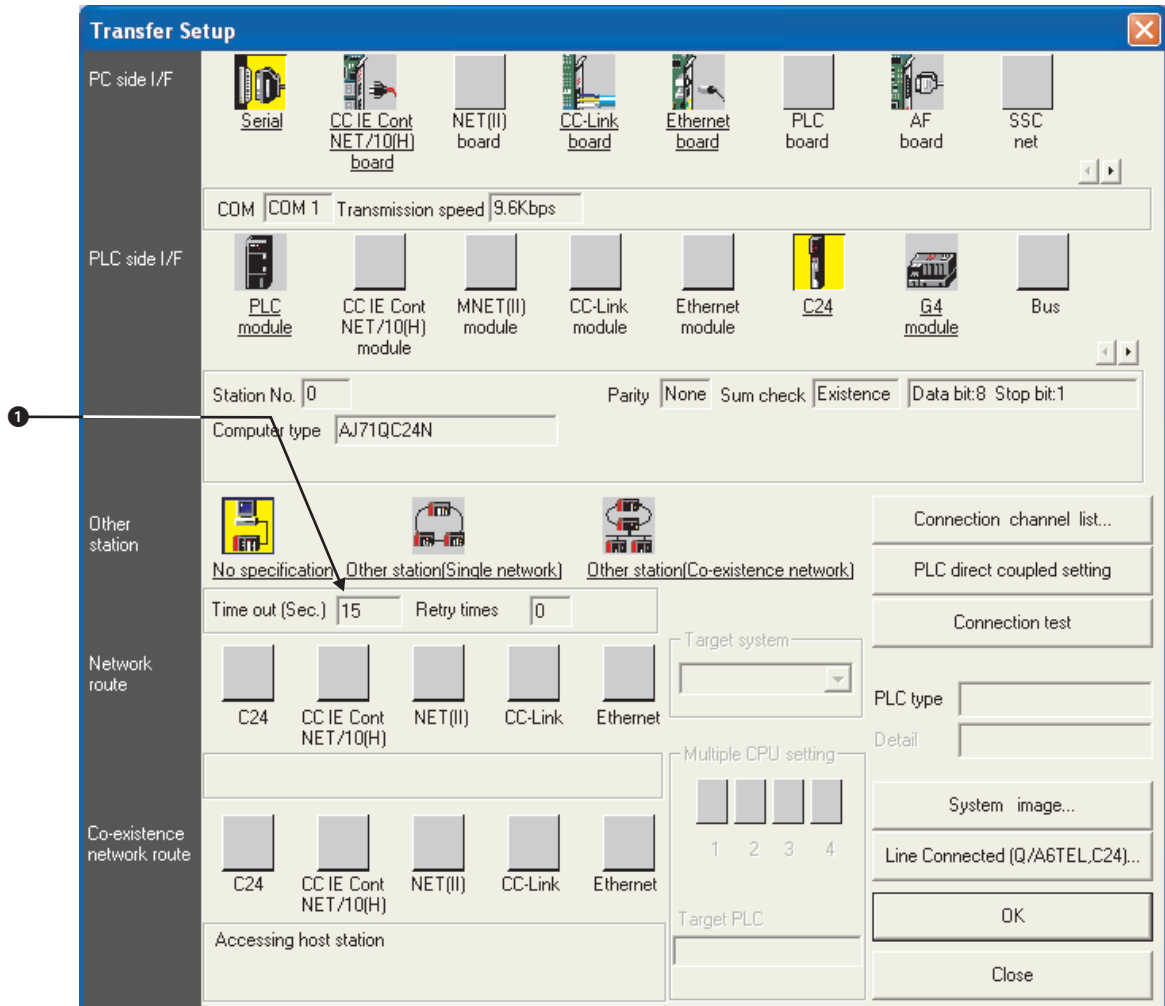 Transfer Setup
PC side I/F
Serial
CC IE Cont
NET/10(H)
board
NET(II)
board
CC-Link
board
Ethernet
board
PLC
board
AF
board
SSC
net
COM COM 1 Transmission speed 9.6Kbps
PLC side I/F
PLC
module
CC IE Cont
NET/10(H)
module
MNET(II)
module
CC-Link
module
Ethernet
module
C24
G4
module
Bus
Station No. 0 Parity None Sum check Existence Data bit:8 Stop bit:1
1
Computer type AJ71QC24N
Other
station
No specification
Other station(Single network)
Other station(Co-existence network)
Time out (Sec.) 15 Retry times 0
Connection channel list...
PLC direct coupled setting
Connection test
Network
route
C24
CC IE Cont
NET/10(H)
NET(II)
CC-Link
Ethernet
Target system
PLC type
Detail
Multiple CPU setting
1 2 3 4
Target PLC
System image...
Line Connected (Q/A6TEL,C24)...
OK
Close
Co-existence
network route
C24
CC IE Cont
NET/10(H)
NET(II)
CC-Link
Ethernet
Accessing host station